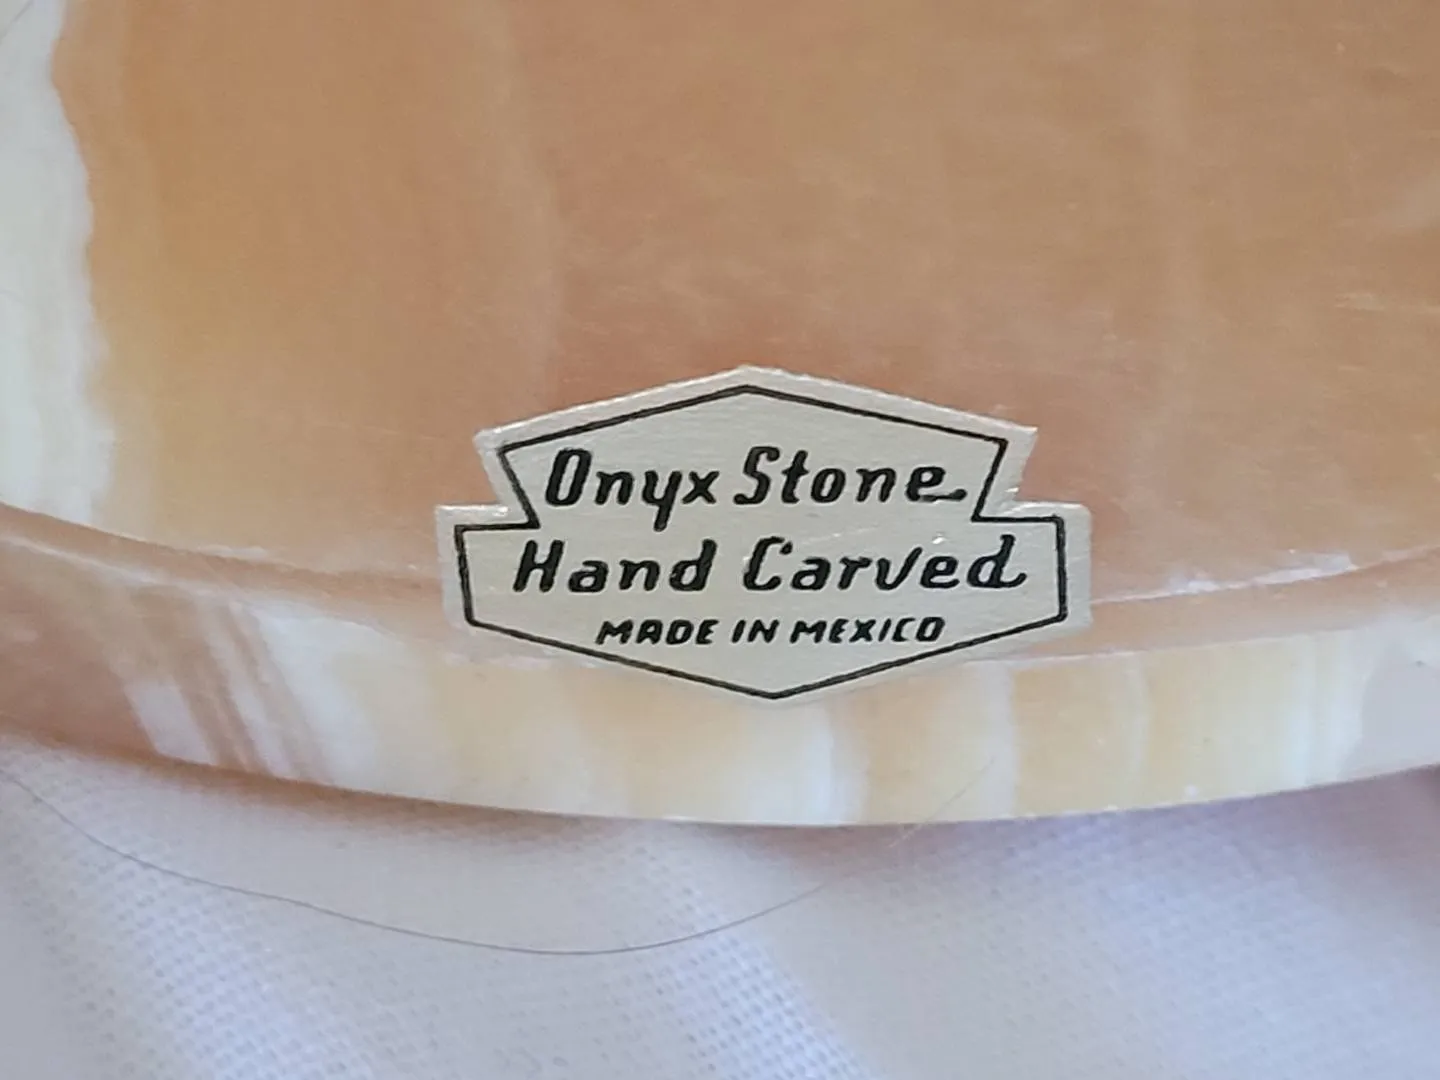 Onyx Stone
Hand Carved
MADE IN MEXICO